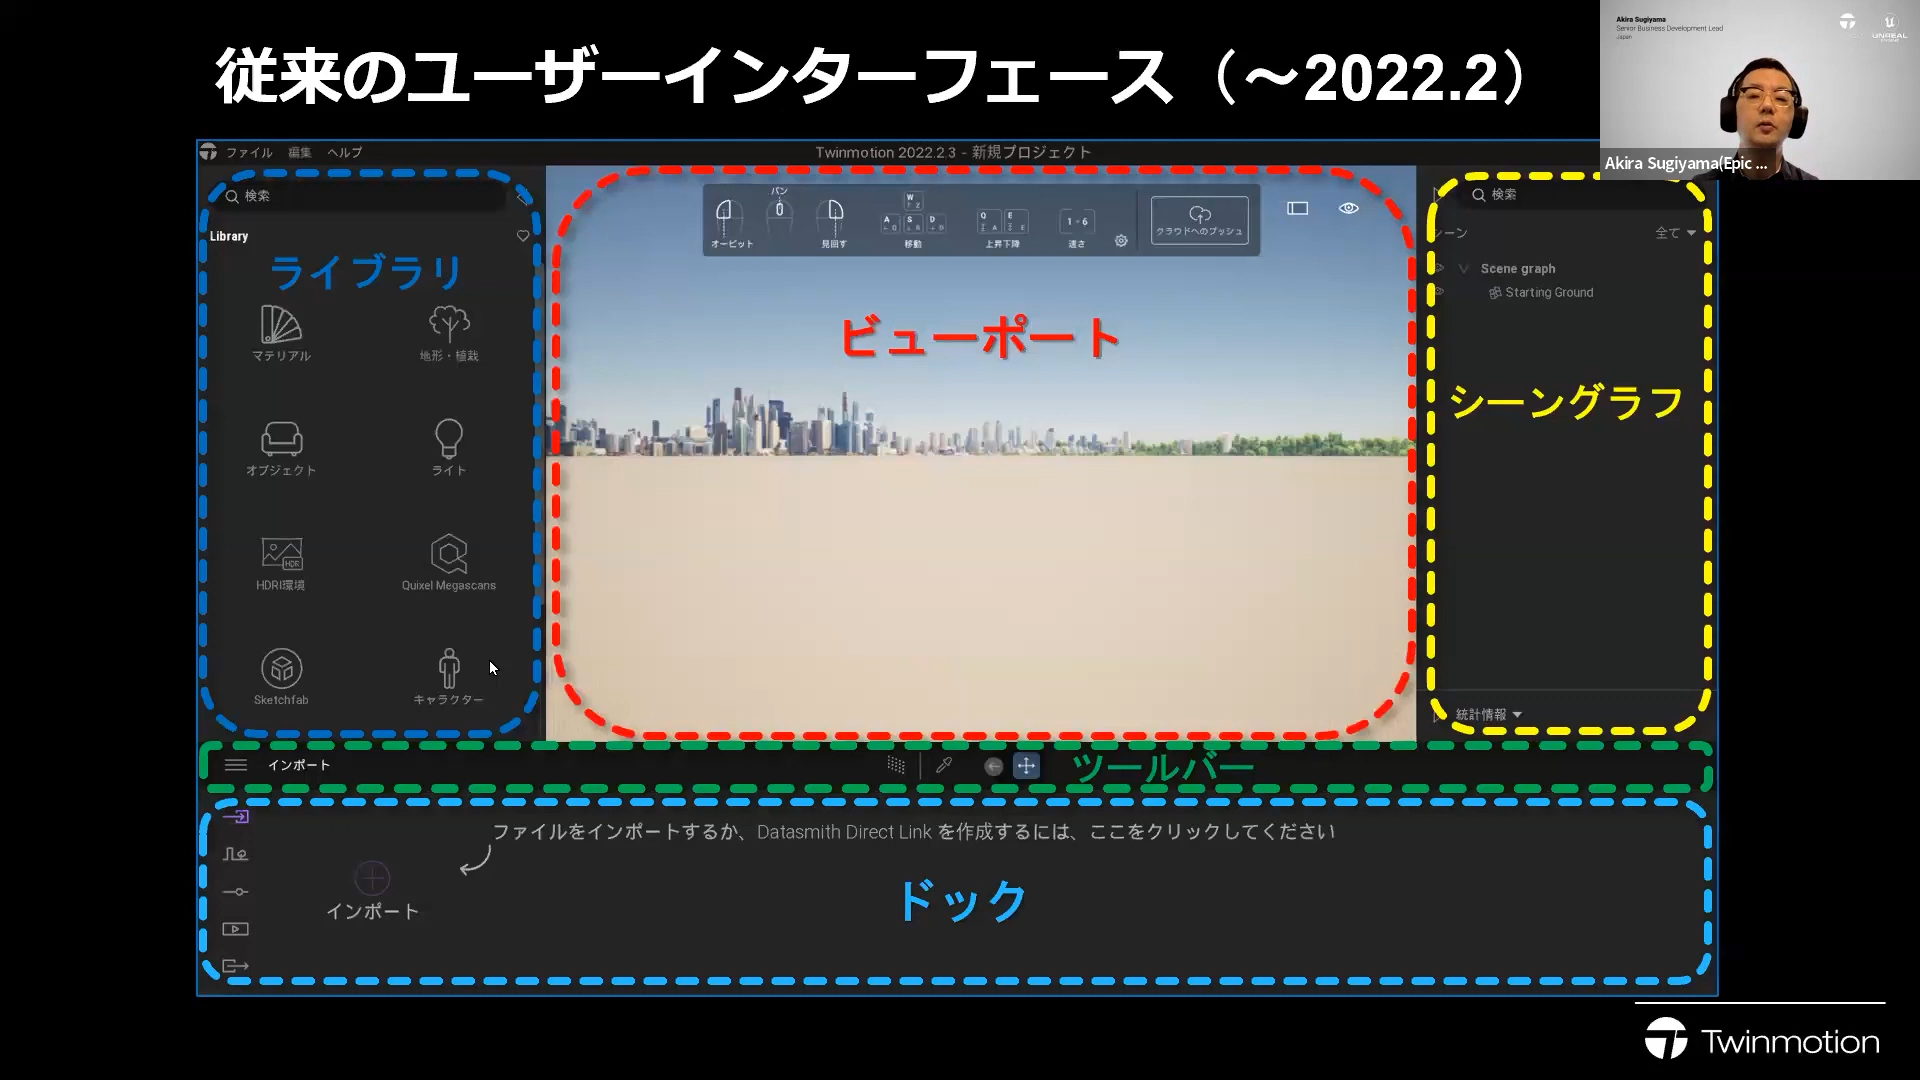 従来のユーザーインターフェース（～2022.2）
Akira Sugiyama
Senior Business Development Lead
Japan
UNREAL
Akira Sugiyama(Epic ...
ファイル 編集 ヘルプ
Twinmotion 2022.2.3 - 新規プロジェクト
検索
Library
ライブラリ
マテリアル
地形・植栽
オブジェクト
ライト
HDRI環境
HDR
Quixel Megascans
Sketchfab
キャラクター
パン
オービット
見回す
W
A S D
移動
Q E
上昇下降
1 - 6
速さ
クラウドへのプッシュ
ビューポート
検索
シーン
全て
Scene graph
Starting Ground
シーングラフ
統計情報
インポート
ツールバー
ファイルをインポートするか、Datasmith Direct Link を作成するには、ここをクリックしてください
インポート
ドック
Twinmotion